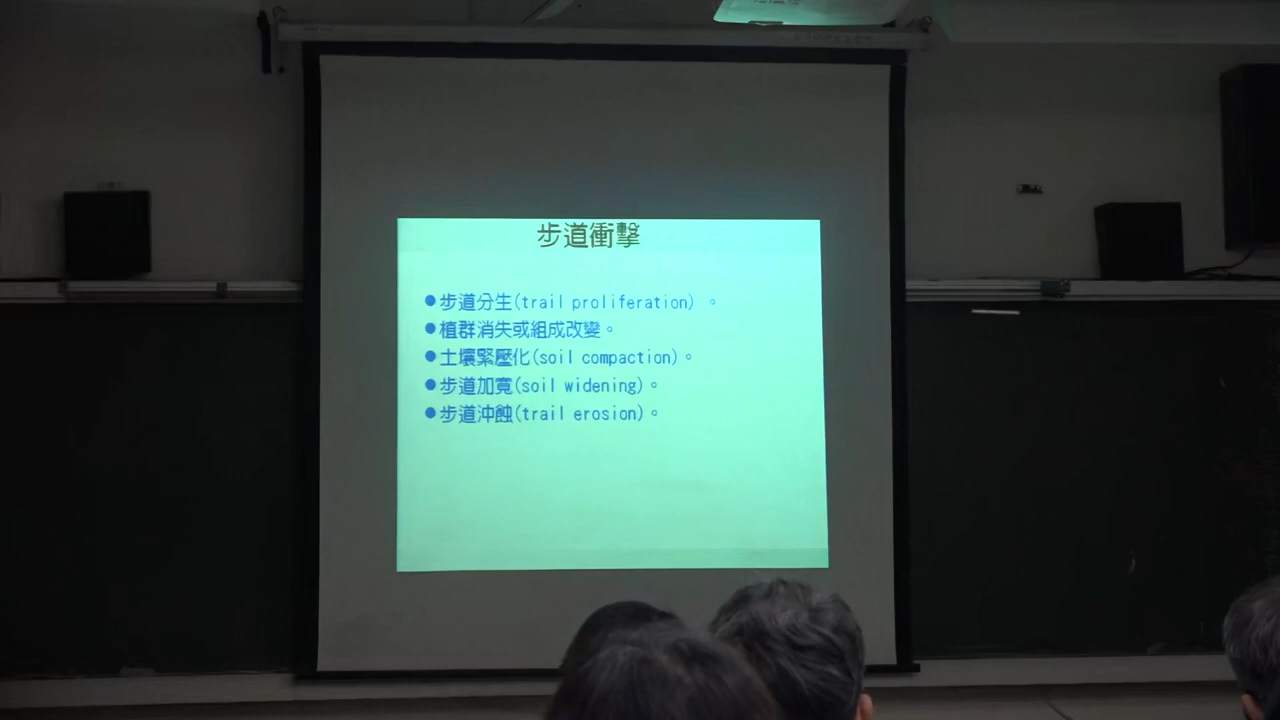 步道衝擊
●步道分生(trail proliferation) 。
●植群消失或組成改變。
●土壤緊壓化(soil compaction)。
●步道加寬(soil widening)。
●步道沖蝕(trail erosion)。